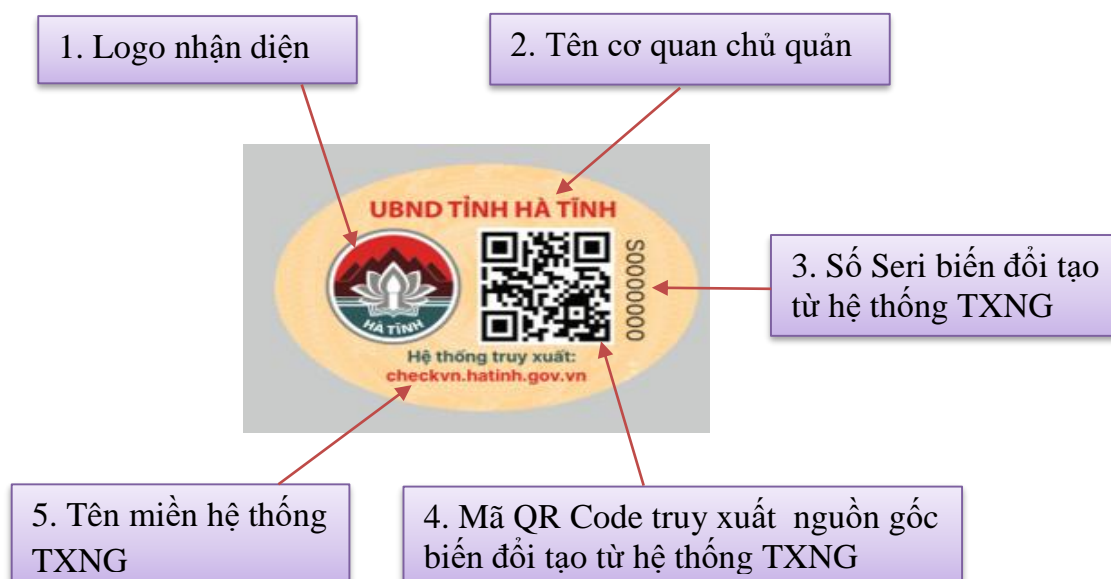 1. Logo nhận diện
2. Tên cơ quan chủ quản
UBND TỈNH HÀ TĨNH
HÀ TĨNH
S0000000
Hệ thống truy xuất:
checkvn.hatinh.gov.vn
3. Số Seri biến đổi tạo
từ hệ thống TXNG
5. Tên miền hệ thống
TXNG
4. Mã QR Code truy xuất nguồn gốc
biến đổi tạo từ hệ thống TXNG